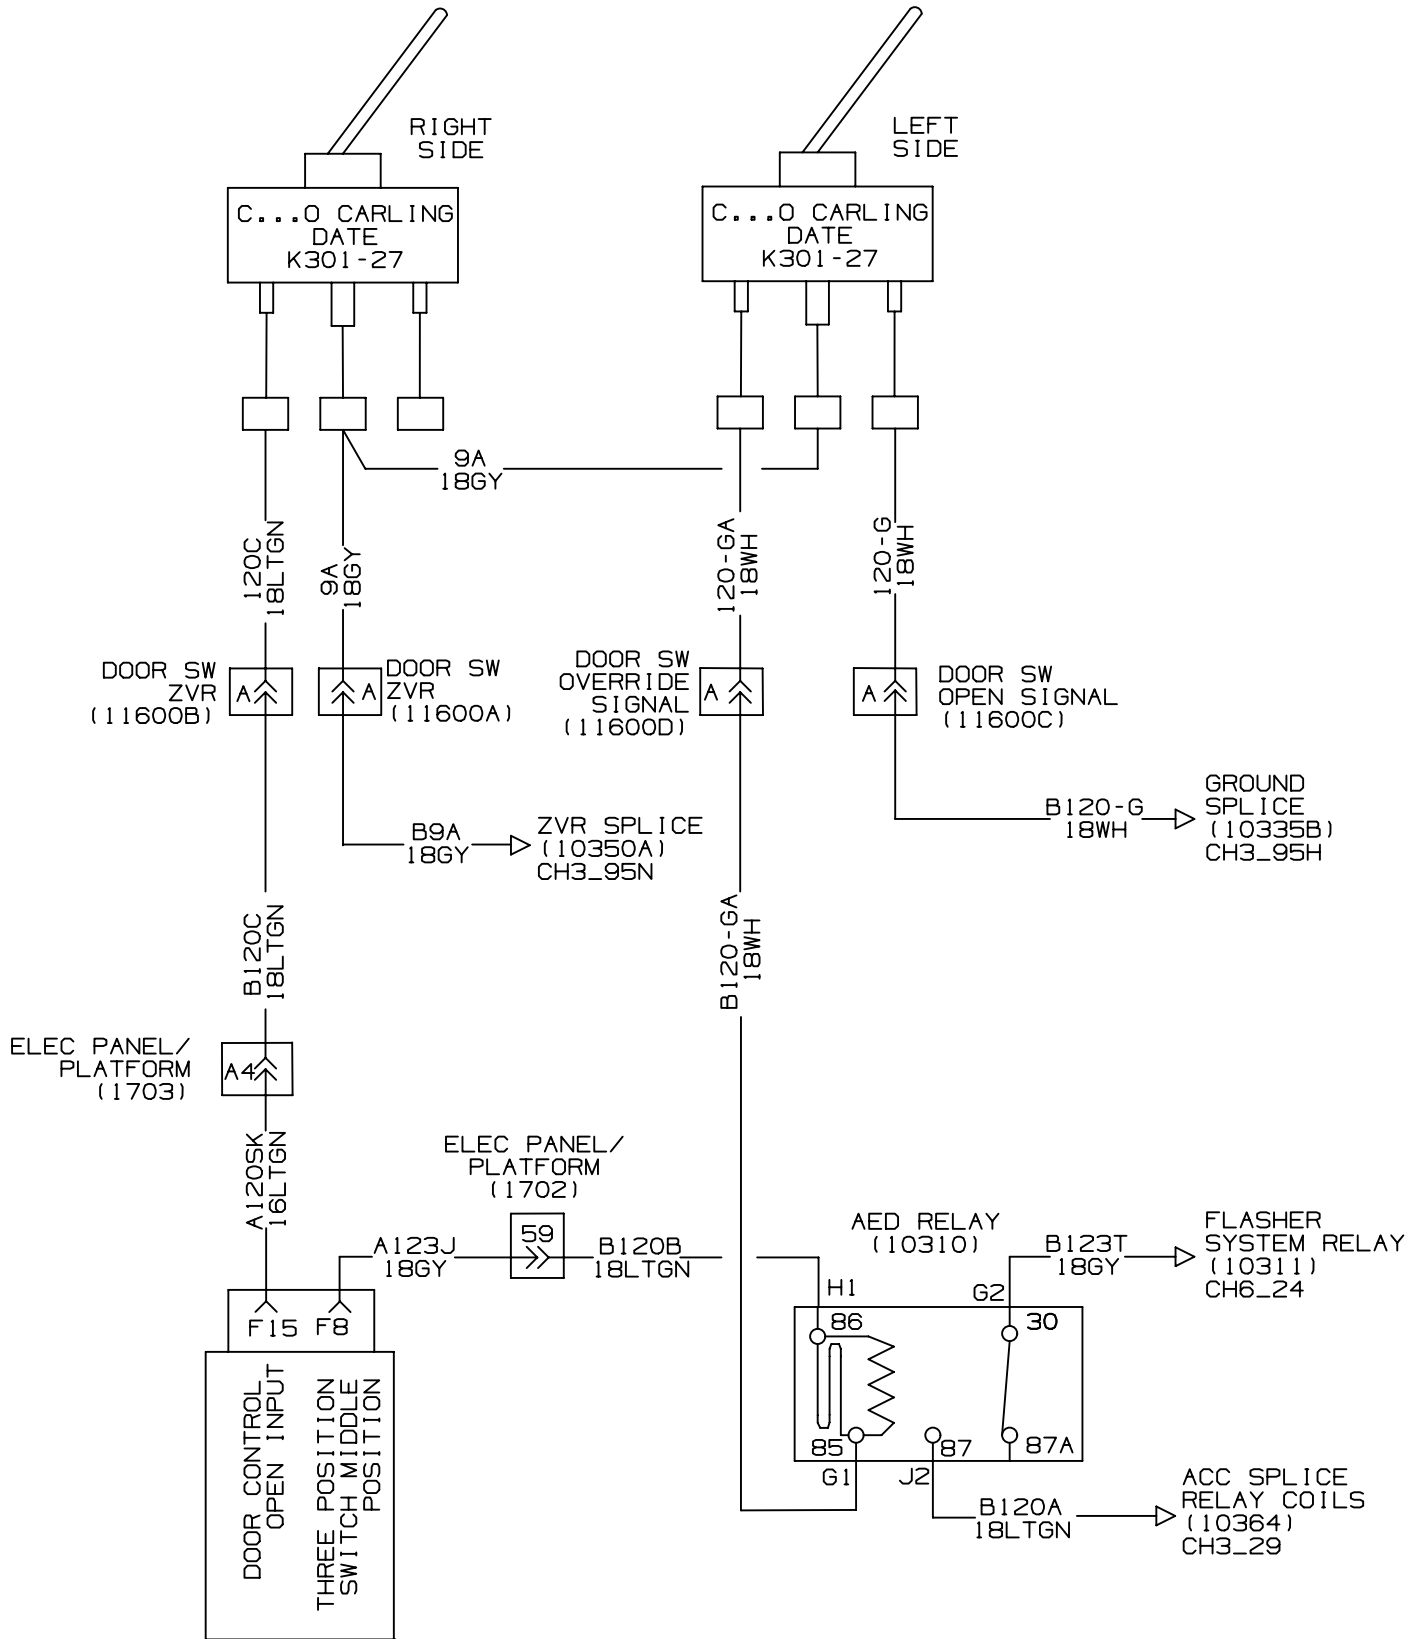 RIGHT
SIDE
LEFT
SIDE
C...O CARLING
DATE
K301-27
C...O CARLING
DATE
K301-27
9A
18GY
120C
18LTGN
9A
18GY
120-GA
18WH
120-G
18WH
DOOR SW
ZVR
(11600B)
A
A
DOOR SW
ZVR
(11600A)
DOOR SW
OVERRIDE
SIGNAL
(11600D)
A
A
DOOR SW
OPEN SIGNAL
(11600C)
B9A
18GY
ZVR SPLICE
(10350A)
CH3_95N
B120-G
18WH
GROUND
SPLICE
(10335B)
CH3_95H
B120C
18LTGN
B120-GA
18WH
ELEC PANEL/
PLATFORM
(1703)
A4
A120SK
16LTGN
ELEC PANEL/
PLATFORM
(1702)
59
A123J
18GY
B120B
18LTGN
AED RELAY
(10310)
B123T
18GY
FLASHER
SYSTEM RELAY
(10311)
CH6_24
H1
G2
86
30
85
87
87A
G1
J2
B120A
18LTGN
ACC SPLICE
RELAY COILS
(10364)
CH3_29
F15
F8
DOOR CONTROL
OPEN INPUT
THREE POSITION
SWITCH MIDDLE
POSITION